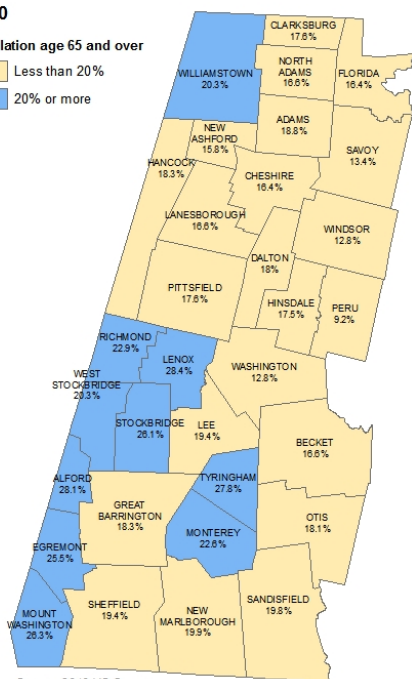 0
lation age 65 and over
Less than 20%
20% or more
CLARKSBURG
17.6%
WILLIAMSTOWN
20.3%
NORTH
ADAMS
16.6%
FLORIDA
16.4%
ADAMS
18.8%
NEW
ASHFORD
15.8%
SAVOY
13.4%
HANCOCK
18.3%
CHESHIRE
16.4%
LANESBOROUGH
16.6%
WINDSOR
12.8%
DALTON
18%
PITTSFIELD
17.6%
HINSDALE
17.5%
PERU
9.2%
RICHMOND
22.9%
LENOX
28.4%
WASHINGTON
12.8%
WEST
STOCKBRIDGE
20.3%
STOCKBRIDGE
26.1%
LEE
19.4%
BECKET
16.6%
ALFORD
28.1%
TYRINGHAM
27.8%
GREAT
BARRINGTON
18.3%
OTIS
18.1%
MONTEREY
22.6%
EGREMONT
25.5%
MOUNT
WASHINGTON
26.3%
SHEFFIELD
19.4%
NEW
MARLBOROUGH
19.9%
SANDISFIELD
19.8%